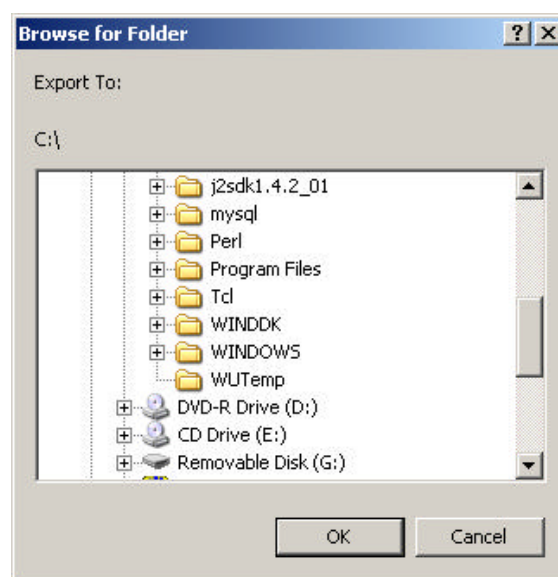 Browse for Folder
Export To:
C:\
j2sdk1.4.2_01
mysql
Perl
Program Files
Tcl
WINDDK
WINDOWS
WUTemp
DVD-R Drive (D:)
CD Drive (E:)
Removable Disk (G:)
OK Cancel